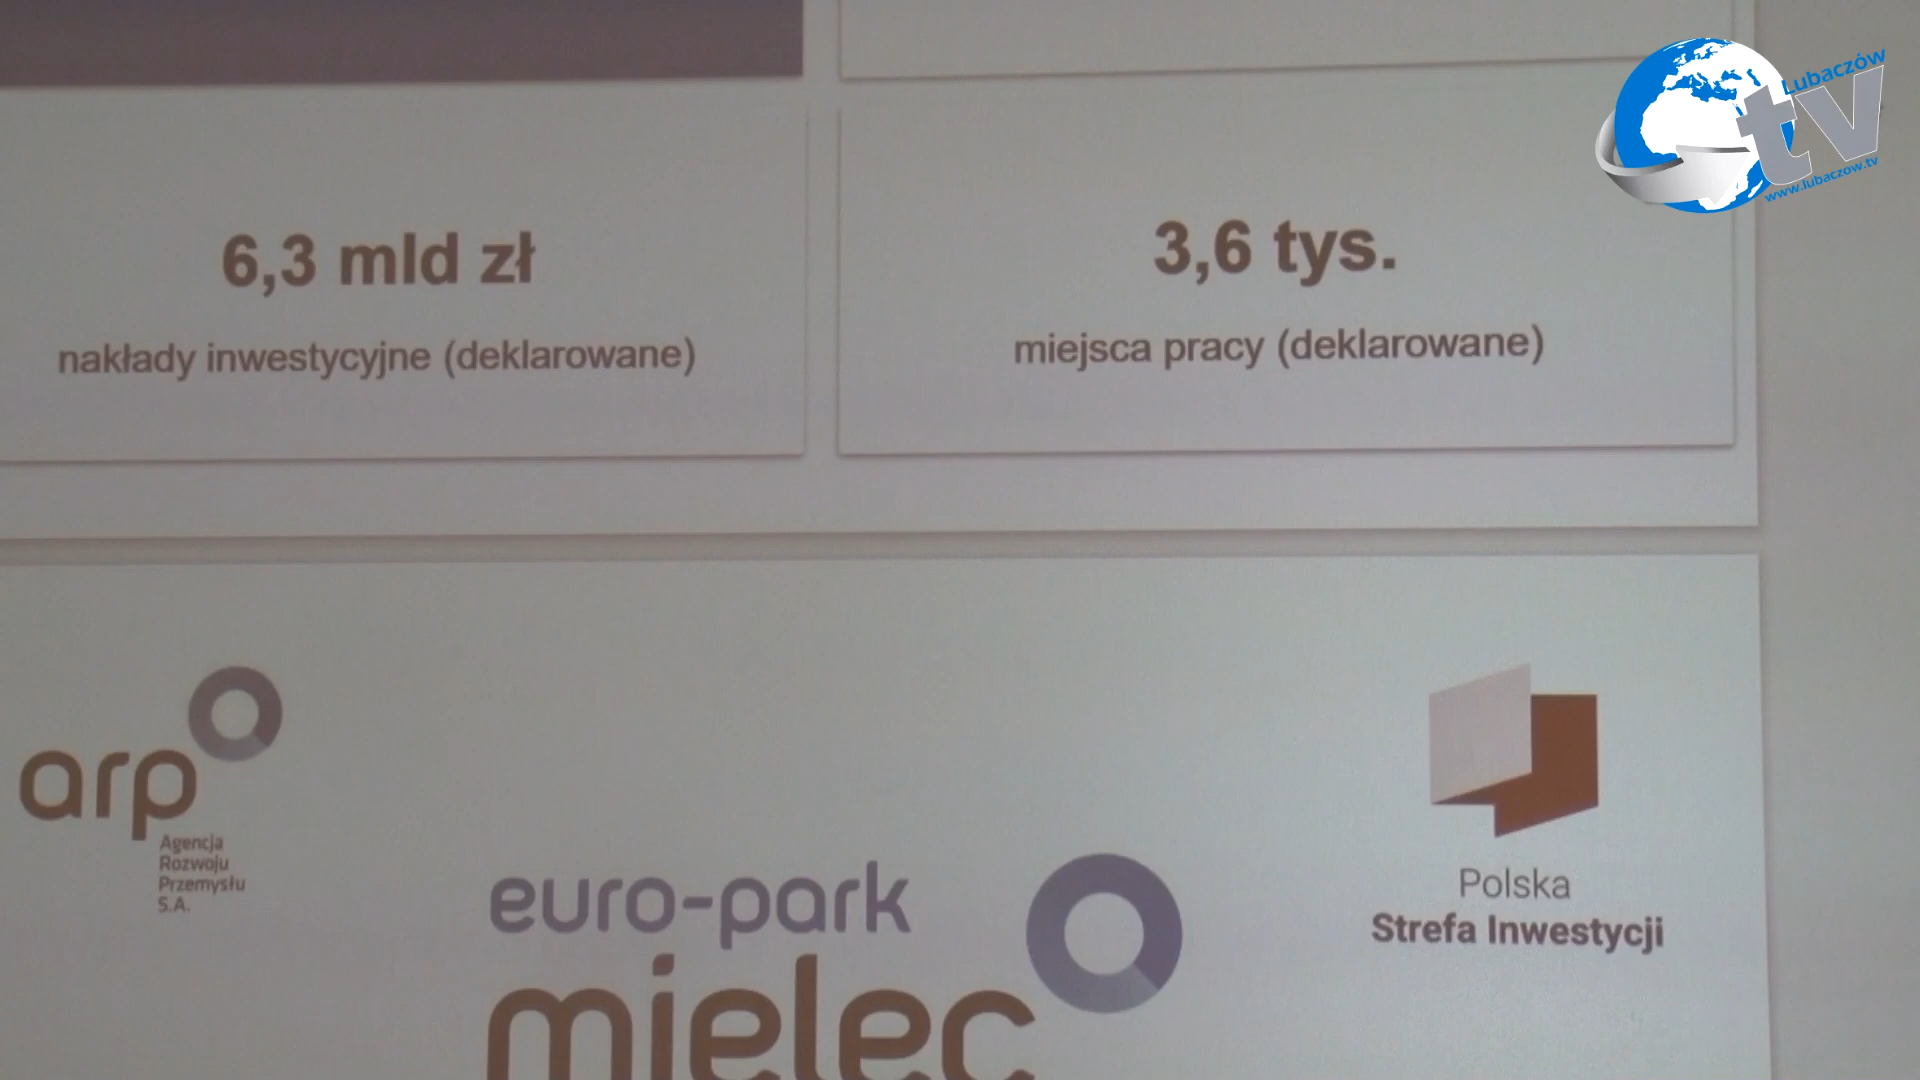 Lubaczów
tv
www.lubaczow.tv
6,3 mld zł
nakłady inwestycyjne (deklarowane)
3,6 tys.
miejsca pracy (deklarowane)
arp
Agencja
Rozwoju
Przemysłu
S.A.
euro-park
mielec
Polska
Strefa Inwestycji